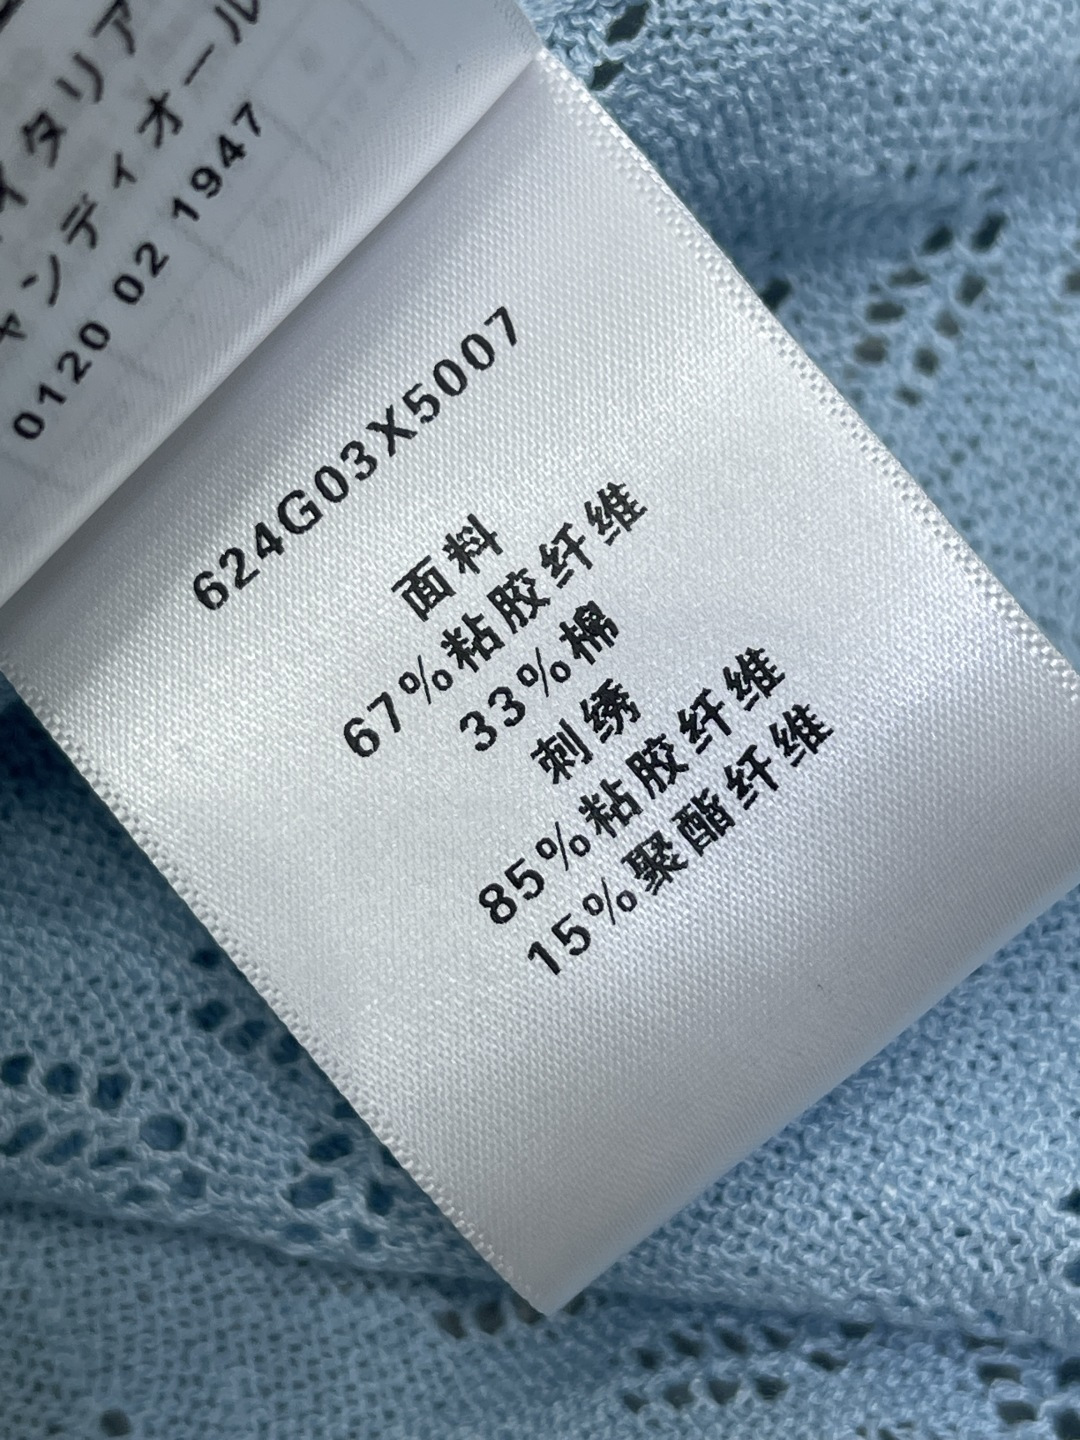 イタリア
ャンディオール
0120 02 1947
624G03X5007
面料
67%粘胶纤维
33%棉
刺绣
85%粘胶纤维
15%聚酯纤维